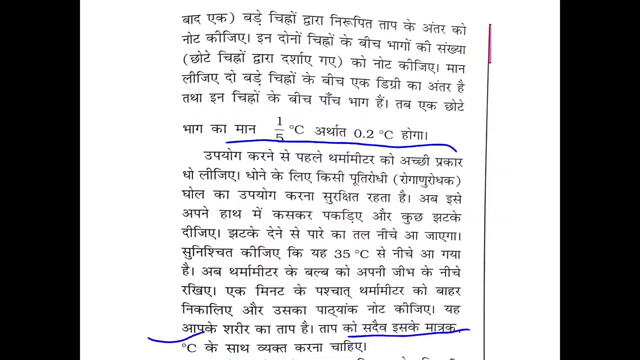 बाद एक) बड़े चिह्नों द्वारा निरूपित ताप के अंतर को
नोट कीजिए। इन दोनों चिह्नों के बीच भागों की संख्या
(छोटे चिह्नों द्वारा दर्शाए गए) को नोट कीजिए। मान
लीजिए दो बड़े चिह्नों के बीच एक डिग्री का अंतर है
तथा इन चिह्नों के बीच पाँच भाग हैं। तब एक छोटे
भाग का मान 1/5 °C अर्थात 0.2 °C होगा।
उपयोग करने से पहले थर्मामीटर को अच्छी प्रकार
धो लीजिए। धोने के लिए किसी पूतिरोधी (रोगाणुरोधक)
घोल का उपयोग करना सुरक्षित रहता है। अब इसे
अपने हाथ में कसकर पकड़िए और कुछ झटके
दीजिए। झटके देने से पारे का तल नीचे आ जाएगा।
सुनिश्चित कीजिए कि यह 35 °C से नीचे आ गया
है। अब थर्मामीटर के बल्ब को अपनी जीभ के नीचे
रखिए। एक मिनट के पश्चात् थर्मामीटर को बाहर
निकालिए और उसका पाठ्यांक नोट कीजिए। यह
आपके शरीर का ताप है। ताप को सदैव इसके मात्रक,
°C के साथ व्यक्त करना चाहिए।